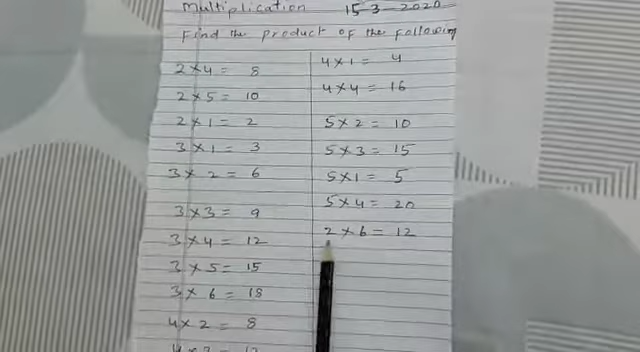 Multiplication 15-3-2020
Find the product of the following
2 × 4 = 8
2 × 5 = 10
2 × 1 = 2
3 × 1 = 3
3 × 2 = 6
3 × 3 = 9
3 × 4 = 12
3 × 5 = 15
3 × 6 = 18
4 × 2 = 8
4 × 1 = 4
4 × 4 = 16
5 × 2 = 10
5 × 3 = 15
5 × 1 = 5
5 × 4 = 20
2 × 6 = 12